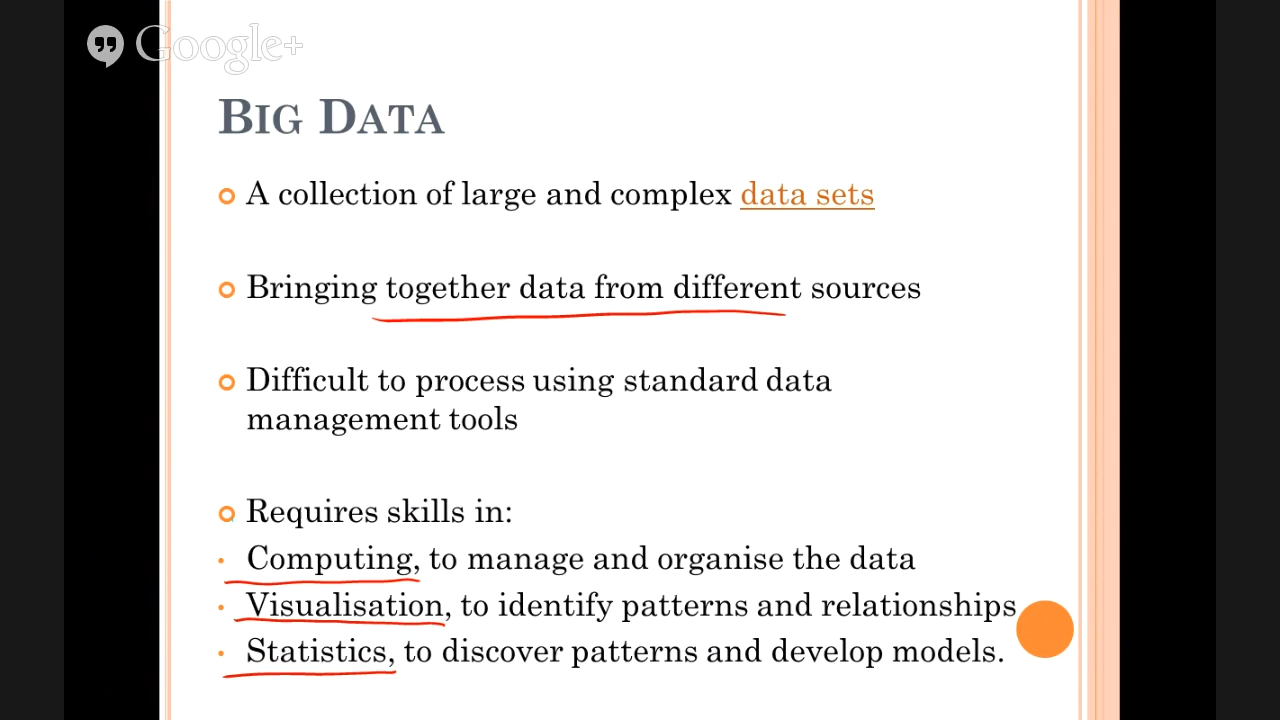 Google+
BIG DATA
A collection of large and complex data sets
Bringing together data from different sources
Difficult to process using standard data
management tools
Requires skills in:
Computing, to manage and organise the data
Visualisation, to identify patterns and relationships
Statistics, to discover patterns and develop models.